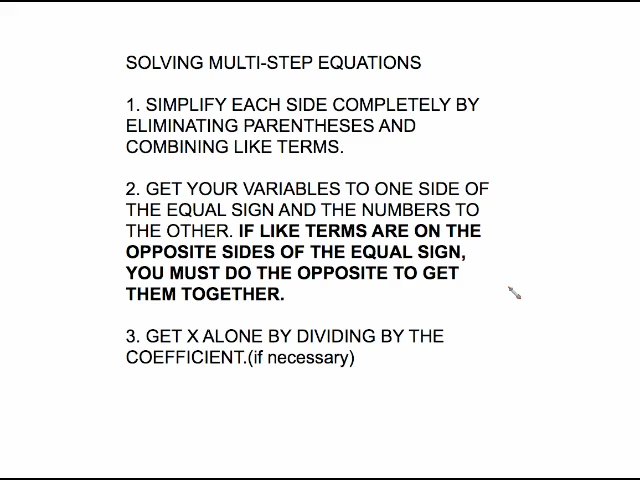 SOLVING MULTI-STEP EQUATIONS
1. SIMPLIFY EACH SIDE COMPLETELY BY
ELIMINATING PARENTHESES AND
COMBINING LIKE TERMS.
2. GET YOUR VARIABLES TO ONE SIDE OF
THE EQUAL SIGN AND THE NUMBERS TO
THE OTHER. IF LIKE TERMS ARE ON THE
OPPOSITE SIDES OF THE EQUAL SIGN,
YOU MUST DO THE OPPOSITE TO GET
THEM TOGETHER.
3. GET X ALONE BY DIVIDING BY THE
COEFFICIENT.(if necessary)